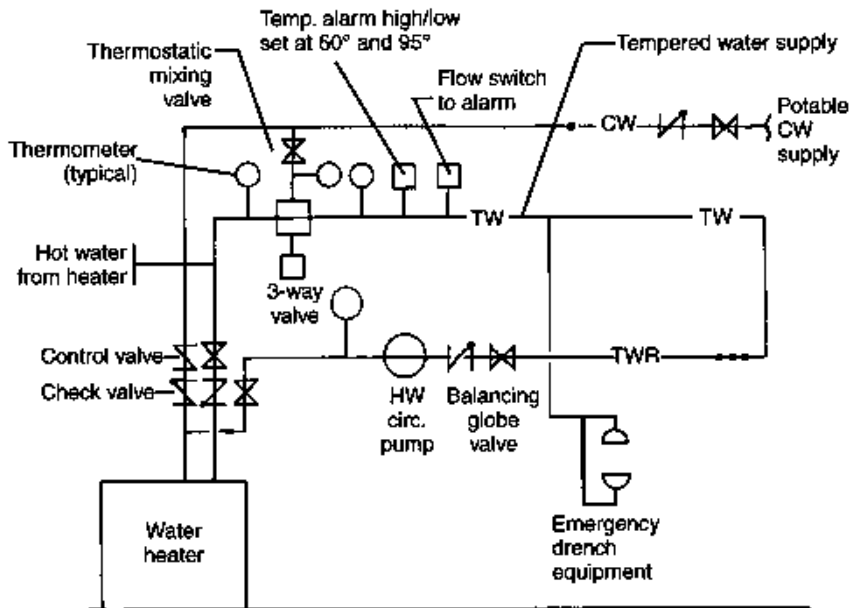 Temp. alarm high/low
set at 60° and 95°
Thermostatic
mixing
valve
Tempered water supply
Flow switch
to alarm
CW
Potable
CW
supply
Thermometer
(typical)
TW
TW
Hot water
from heater
3-way
valve
Control valve
TWR
Check valve
HW
circ.
pump
Balancing
globe
valve
Water
heater
Emergency
drench
equipment